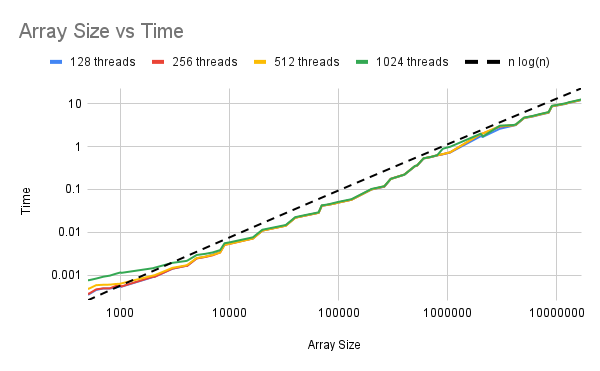 Array Size vs Time
128 threads 256 threads 512 threads 1024 threads n log(n)
10
1
0.1
0.01
0.001
Time
1000 10000 100000 1000000 10000000
Array Size